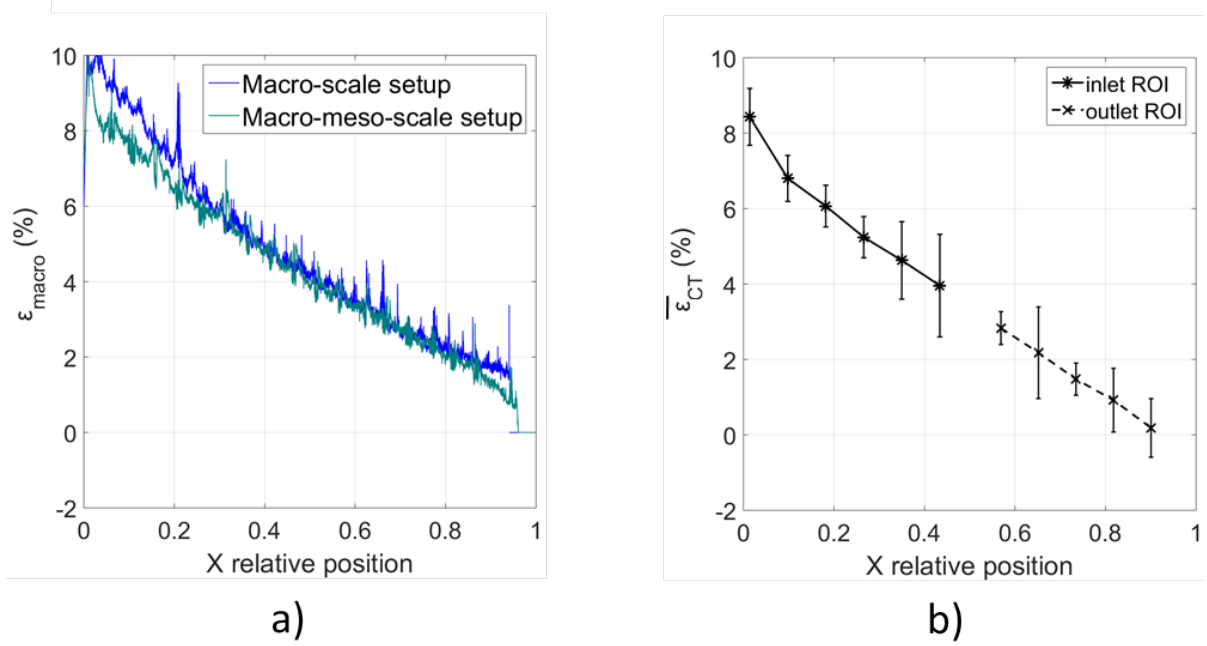 10
8
6
4
2
0
-2
0
0.2
0.4
0.6
0.8
1
ε macro (%)
X relative position
Macro-scale setup
Macro-meso-scale setup
a)
10
8
6
4
2
0
-2
0
0.2
0.4
0.6
0.8
1
ε̅ CT (%)
X relative position
inlet ROI
outlet ROI
b)